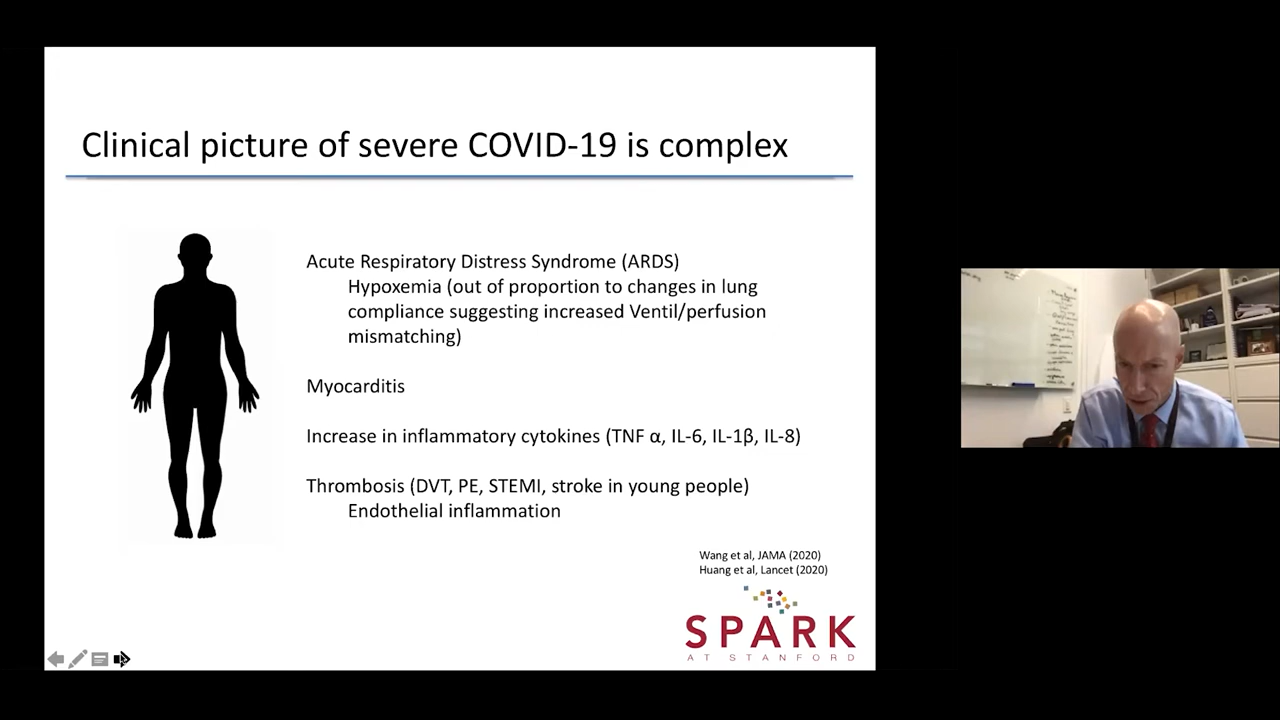 Clinical picture of severe COVID-19 is complex
Acute Respiratory Distress Syndrome (ARDS)
Hypoxemia (out of proportion to changes in lung
compliance suggesting increased Ventil/perfusion
mismatching)
Myocarditis
Increase in inflammatory cytokines (TNF α, IL-6, IL-1β, IL-8)
Thrombosis (DVT, PE, STEMI, stroke in young people)
Endothelial inflammation
Wang et al, JAMA (2020)
Huang et al, Lancet (2020)
SPARK
AT STANFORD